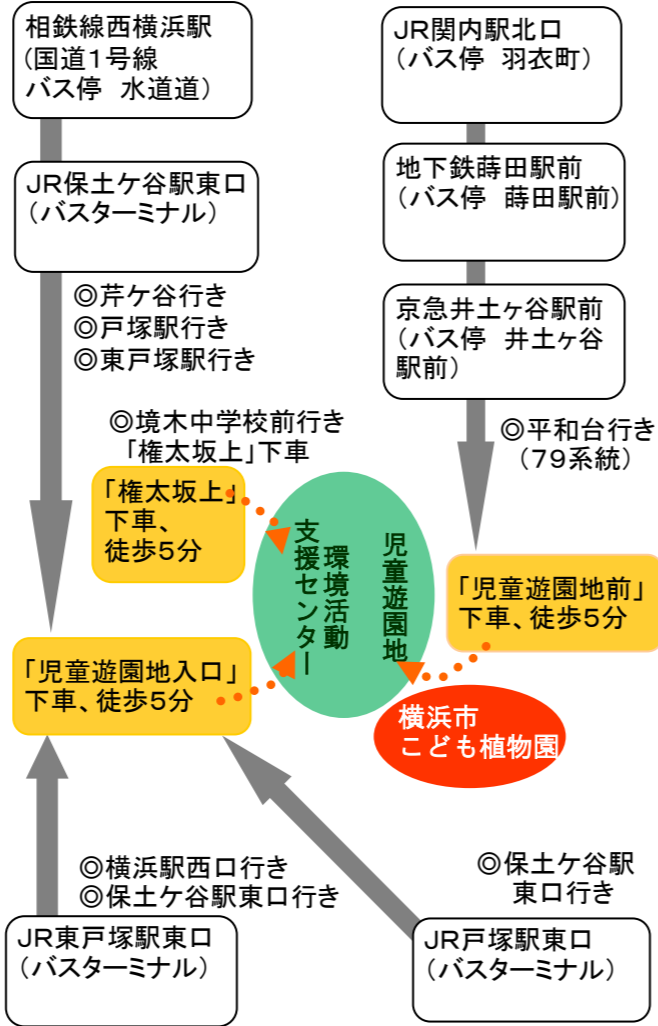 相鉄線西横浜駅
(国道1号線
バス停 水道道)
JR関内駅北口
(バス停 羽衣町)
JR保土ケ谷駅東口
(バスターミナル)
地下鉄蒔田駅前
(バス停 蒔田駅前)
◎芹ケ谷行き
◎戸塚駅行き
◎東戸塚駅行き
京急井土ヶ谷駅前
(バス停 井土ヶ谷
駅前)
◎境木中学校前行き
「権太坂上」下車
◎平和台行き
(79系統)
「権太坂上」
下車、
徒歩5分
児童遊園地
環境活動
支援センター
「児童遊園地前」
下車、徒歩5分
「児童遊園地入口」
下車、徒歩5分
横浜市
こども植物園
◎横浜駅西口行き
◎保土ケ谷駅東口行き
◎保土ケ谷駅
東口行き
JR東戸塚駅東口
(バスターミナル)
JR戸塚駅東口
(バスターミナル)